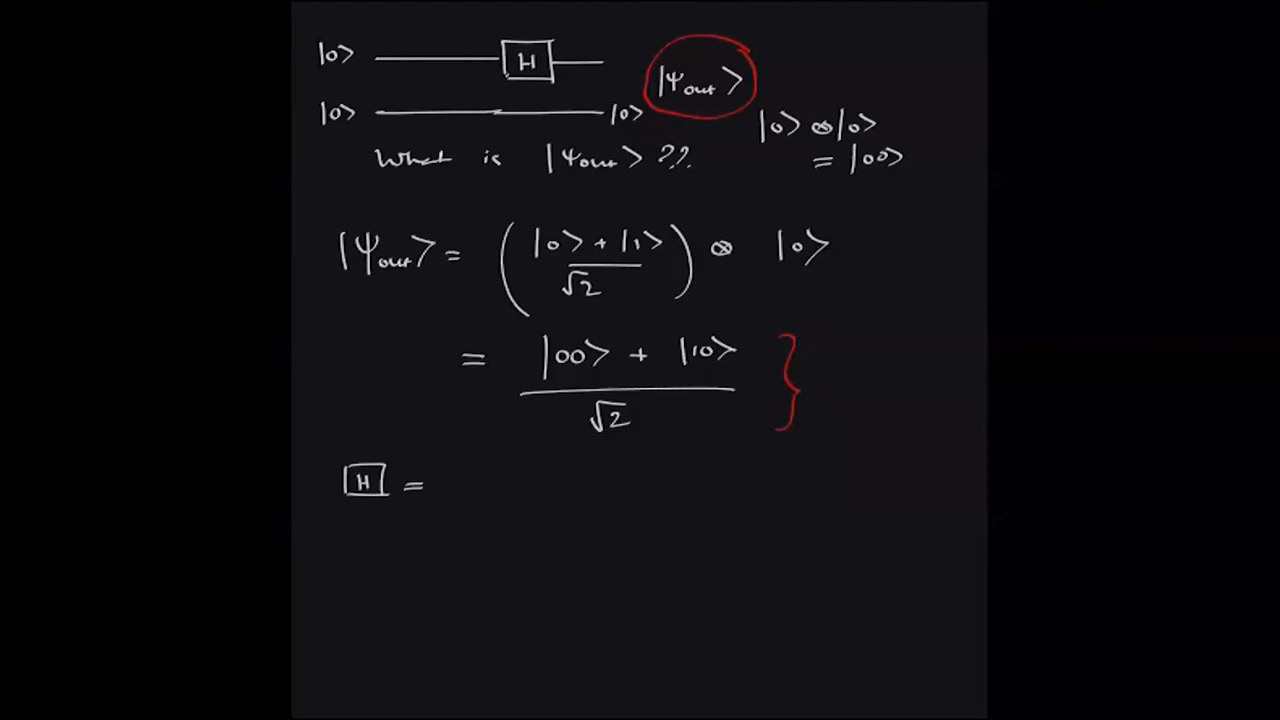 |0> H
|0> |0> |Ψout>
|0> ⊗ |0>
What is |Ψout> ??
= |00>
|Ψout> = ( |0> + |1> / √2 ) ⊗ |0>
= |00> + |10> / √2
H =